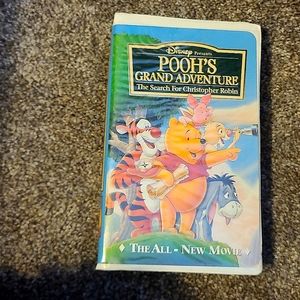 Disney Presents
POOH'S
GRAND ADVENTURE
The Search For Christopher Robin
THE ALL-NEW MOVIE